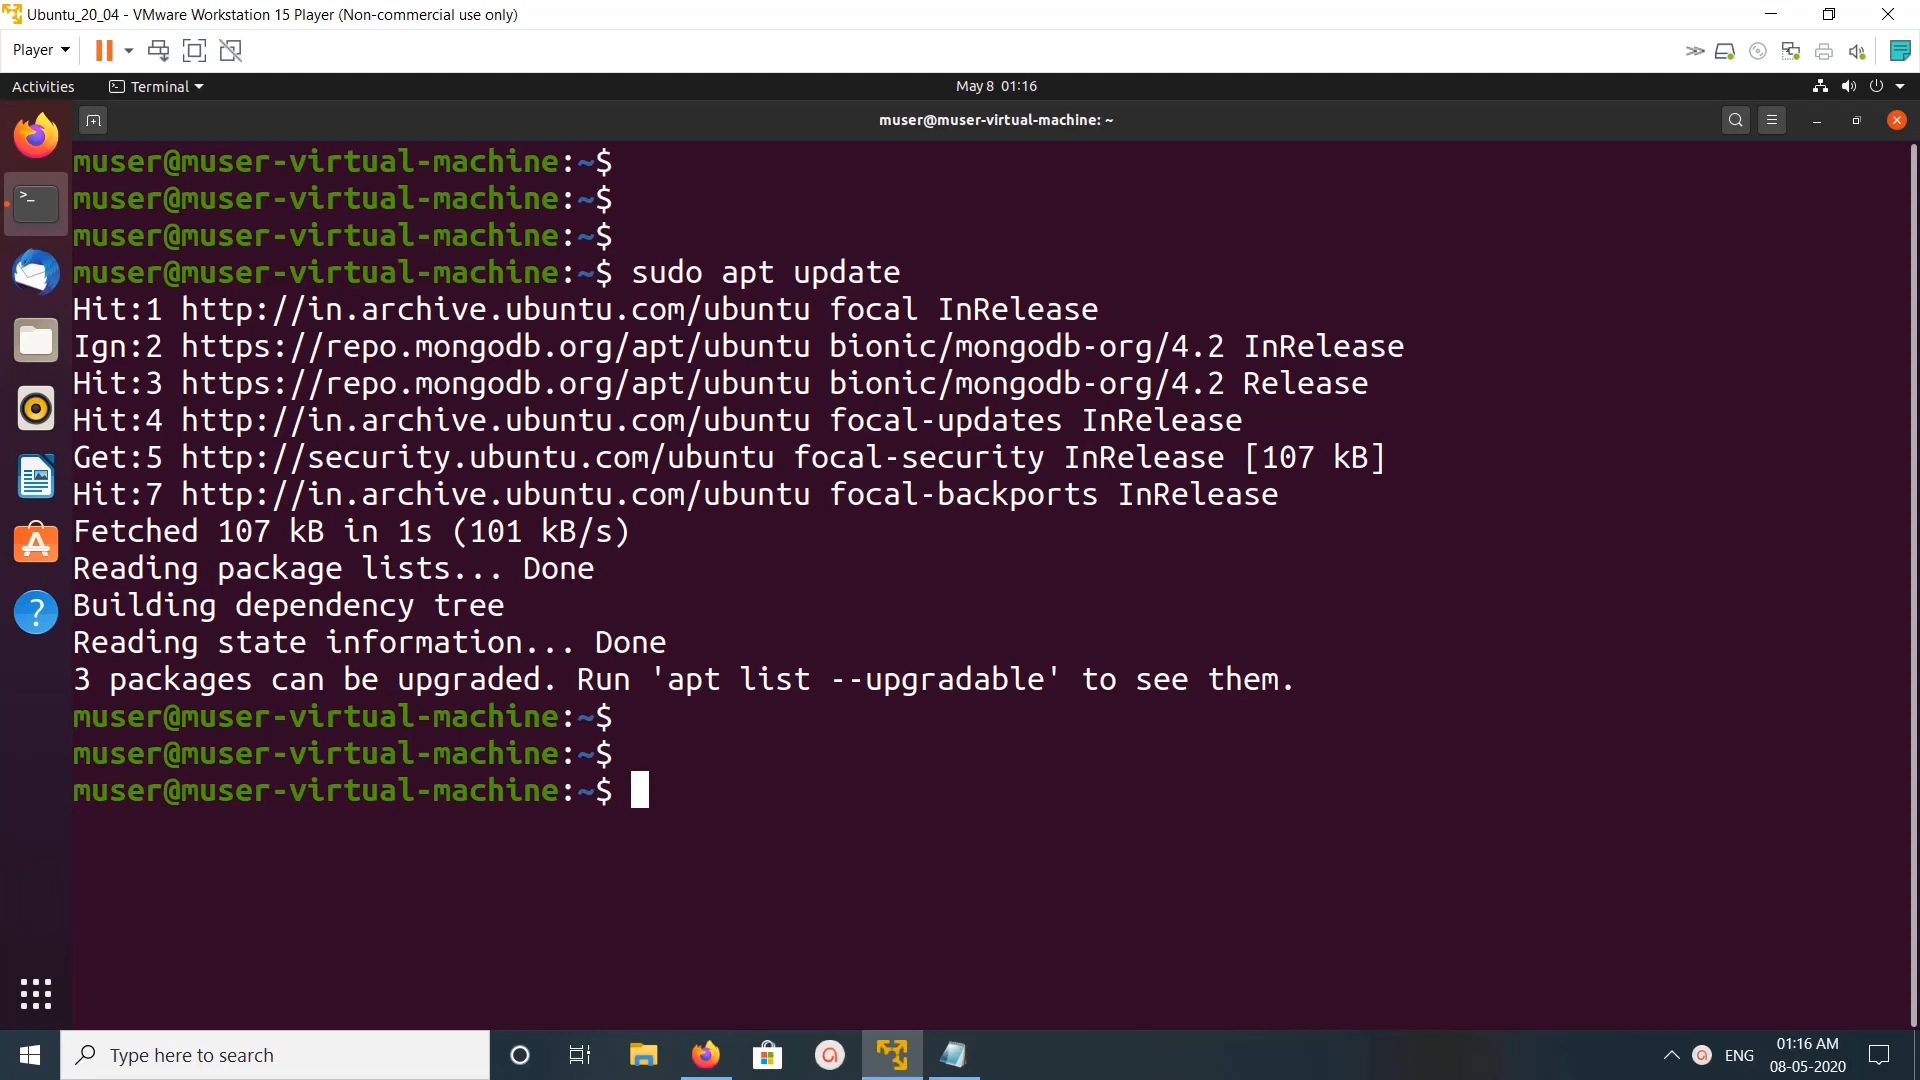 Ubuntu_20_04 - VMware Workstation 15 Player (Non-commercial use only)
Player
Activities
Terminal
May 8 01:16
muser@muser-virtual-machine: ~
muser@muser-virtual-machine:~$
muser@muser-virtual-machine:~$
muser@muser-virtual-machine:~$
muser@muser-virtual-machine:~$ sudo apt update
Hit:1 http://in.archive.ubuntu.com/ubuntu focal InRelease
Ign:2 https://repo.mongodb.org/apt/ubuntu bionic/mongodb-org/4.2 InRelease
Hit:3 https://repo.mongodb.org/apt/ubuntu bionic/mongodb-org/4.2 Release
Hit:4 http://in.archive.ubuntu.com/ubuntu focal-updates InRelease
Get:5 http://security.ubuntu.com/ubuntu focal-security InRelease [107 kB]
Hit:7 http://in.archive.ubuntu.com/ubuntu focal-backports InRelease
Fetched 107 kB in 1s (101 kB/s)
Reading package lists... Done
Building dependency tree
Reading state information... Done
3 packages can be upgraded. Run 'apt list --upgradable' to see them.
muser@muser-virtual-machine:~$
muser@muser-virtual-machine:~$
muser@muser-virtual-machine:~$
Type here to search
ENG
01:16 AM
08-05-2020